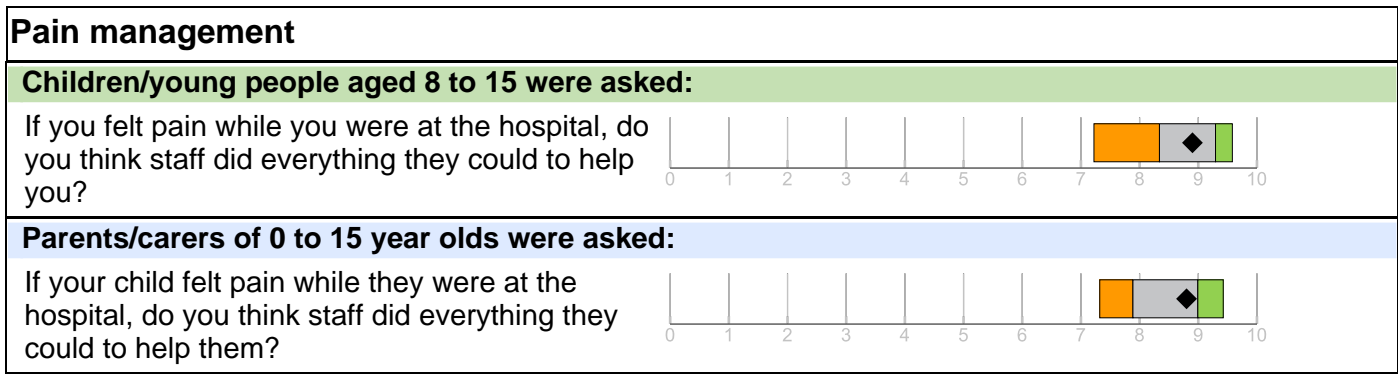 Pain management
Children/young people aged 8 to 15 were asked:
If you felt pain while you were at the hospital, do
you think staff did everything they could to help
you?
0 1 2 3 4 5 6 7 8 9 10
Parents/carers of 0 to 15 year olds were asked:
If your child felt pain while they were at the
hospital, do you think staff did everything they
could to help them?
0 1 2 3 4 5 6 7 8 9 10